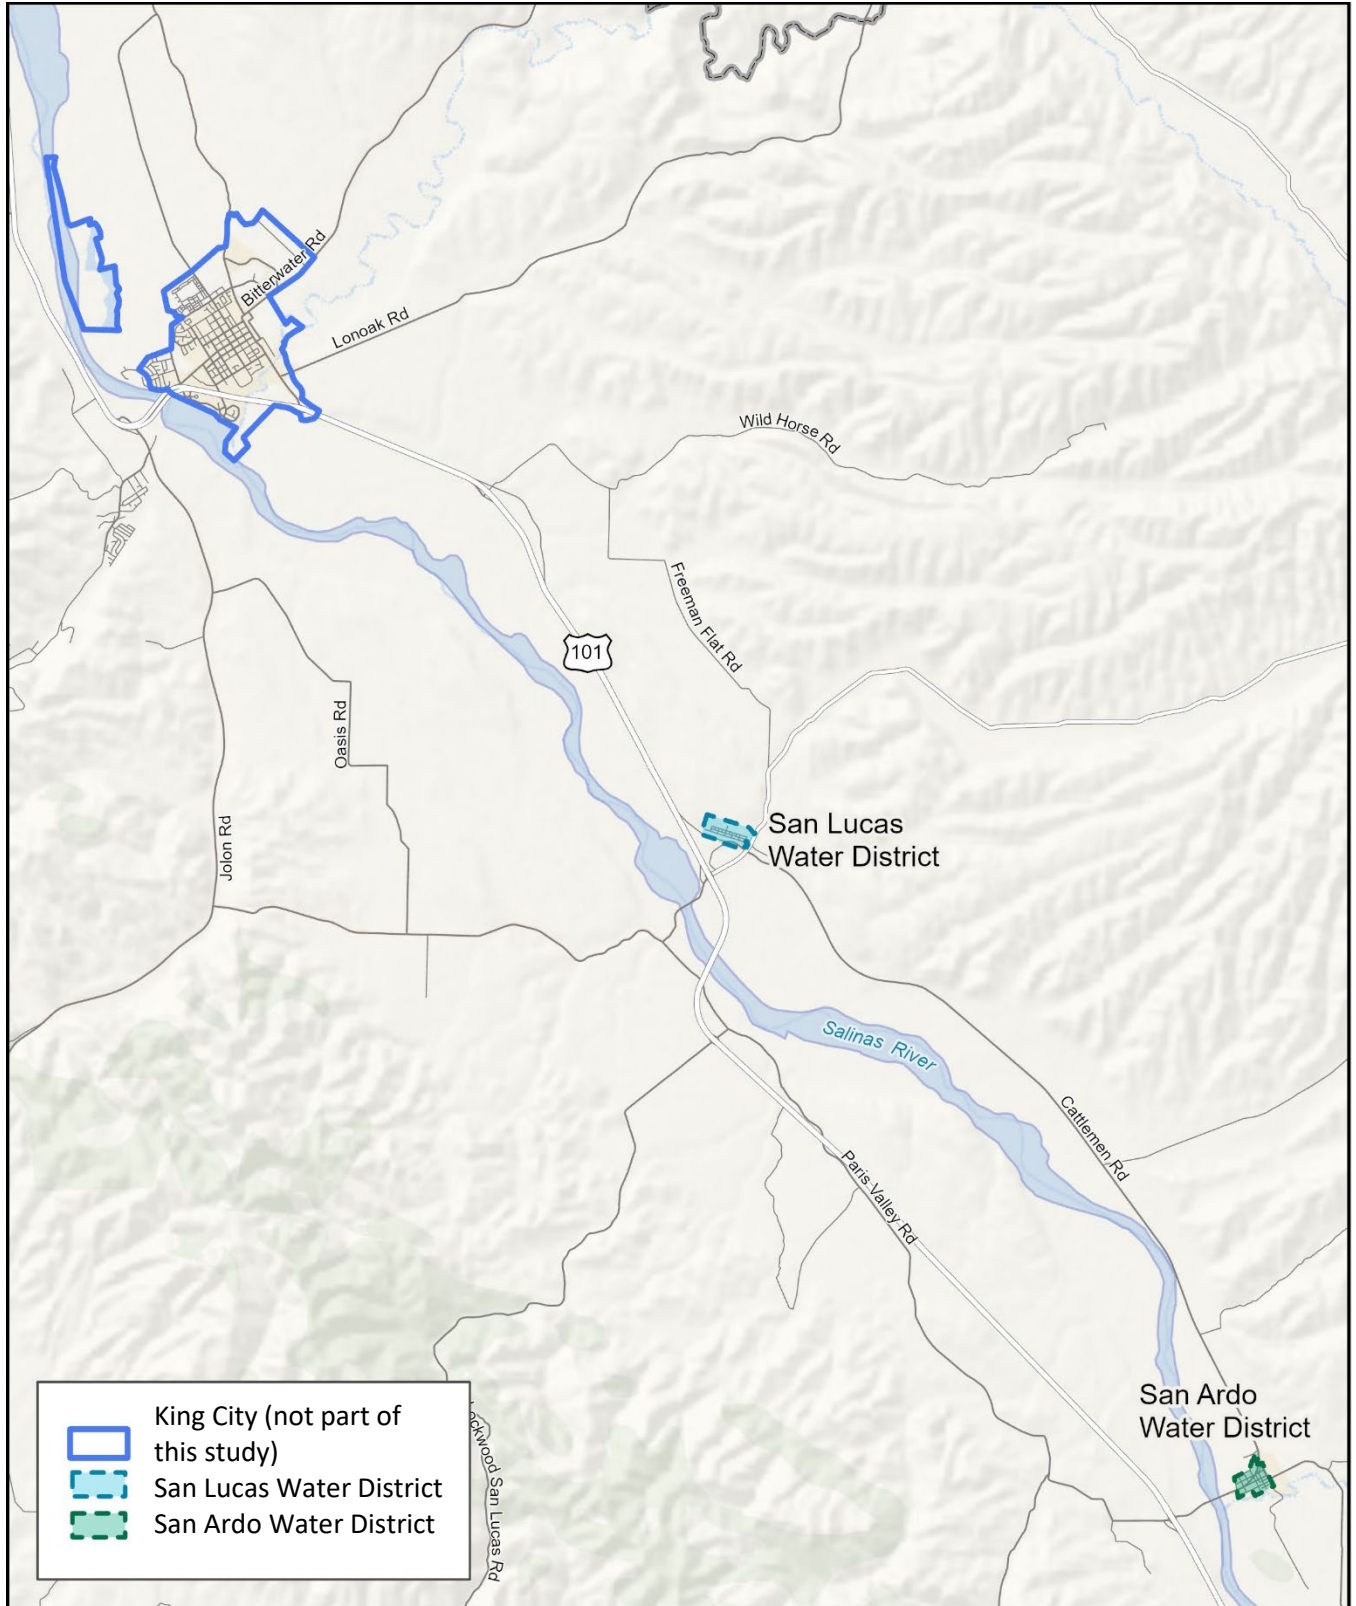 Bitterwater Rd
Lonoak Rd
Wild Horse Rd
Freeman Flat Rd
101
Oasis Rd
Jolon Rd
San Lucas
Water District
Salinas River
Cattlemen Rd
Paris Valley Rd
San Ardo
Water District
Lockwood San Lucas Rd
King City (not part of
this study)
San Lucas Water District
San Ardo Water District